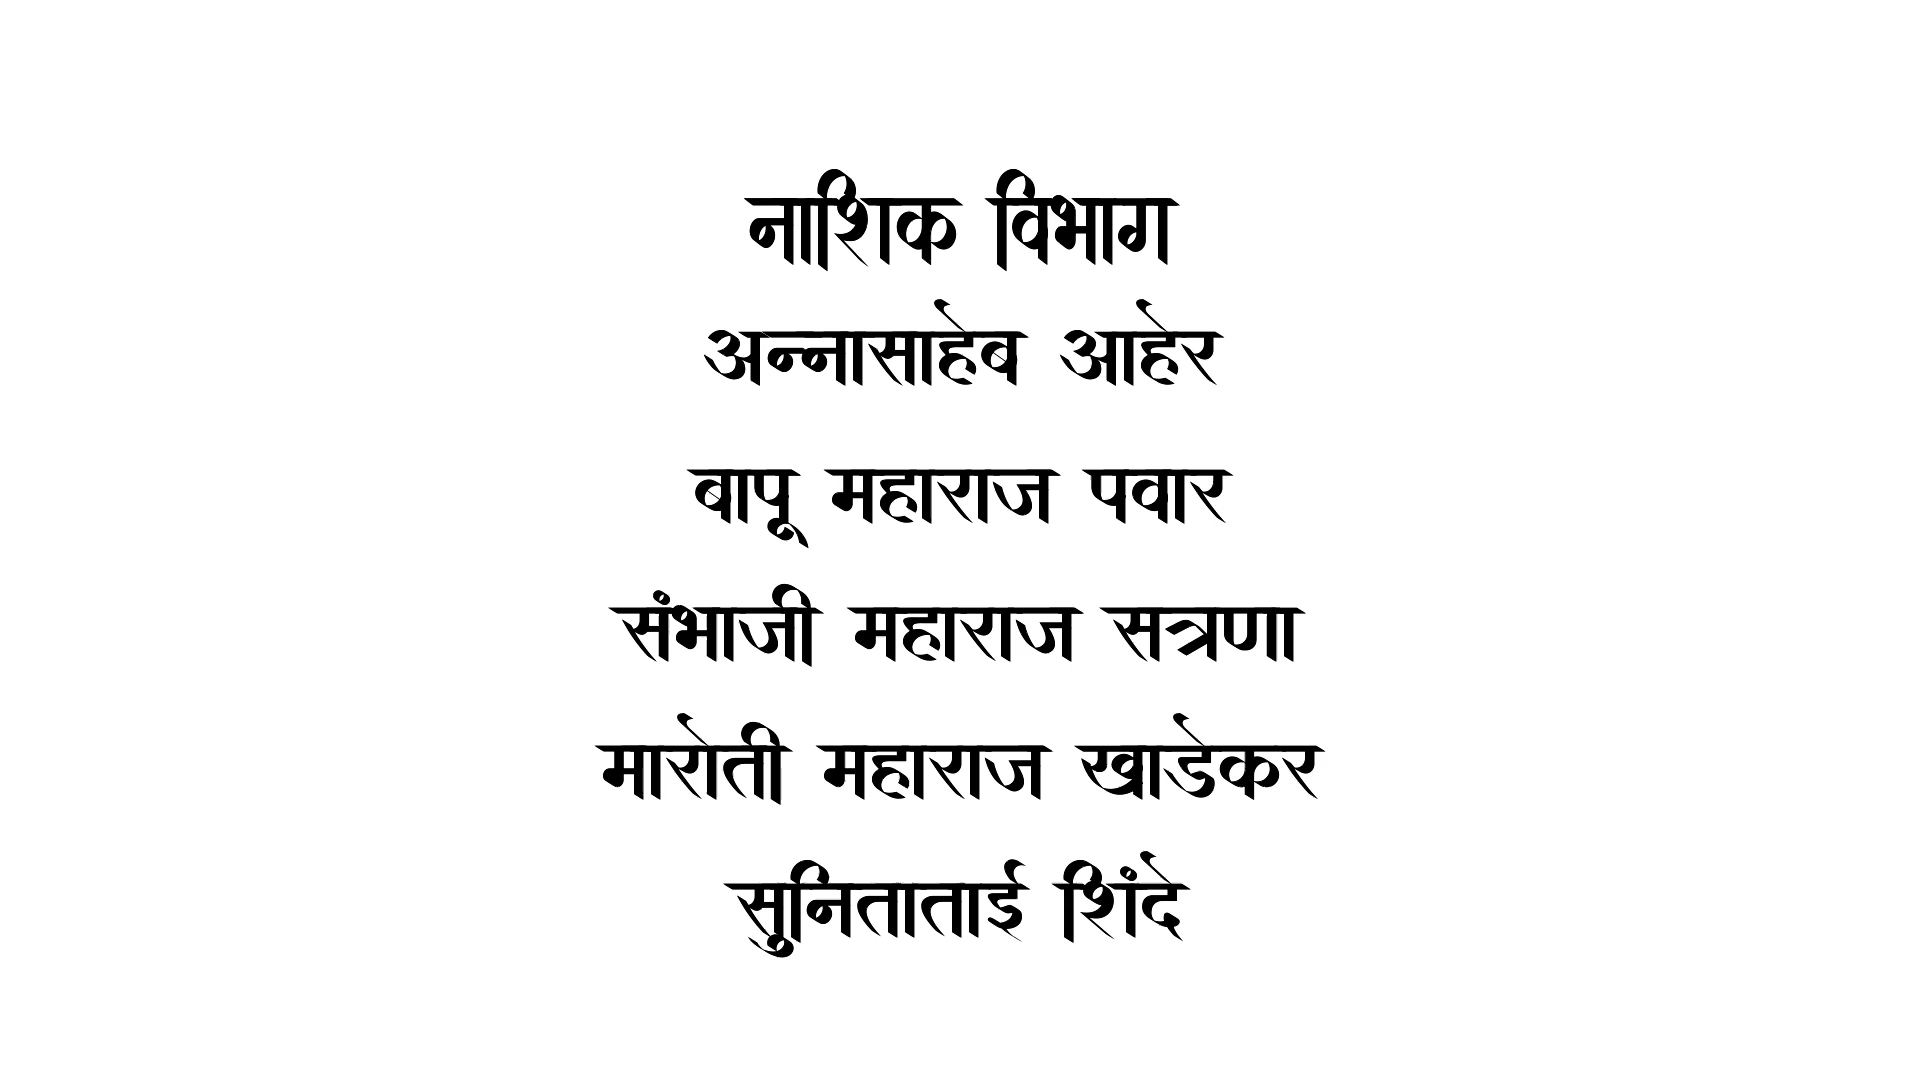 नाशिक विभाग
अन्नासाहेब आहेर
बापू महाराज पवार
संभाजी महाराज सत्रणा
मारोती महाराज खाडेकर
सुनिताताई शिंदे